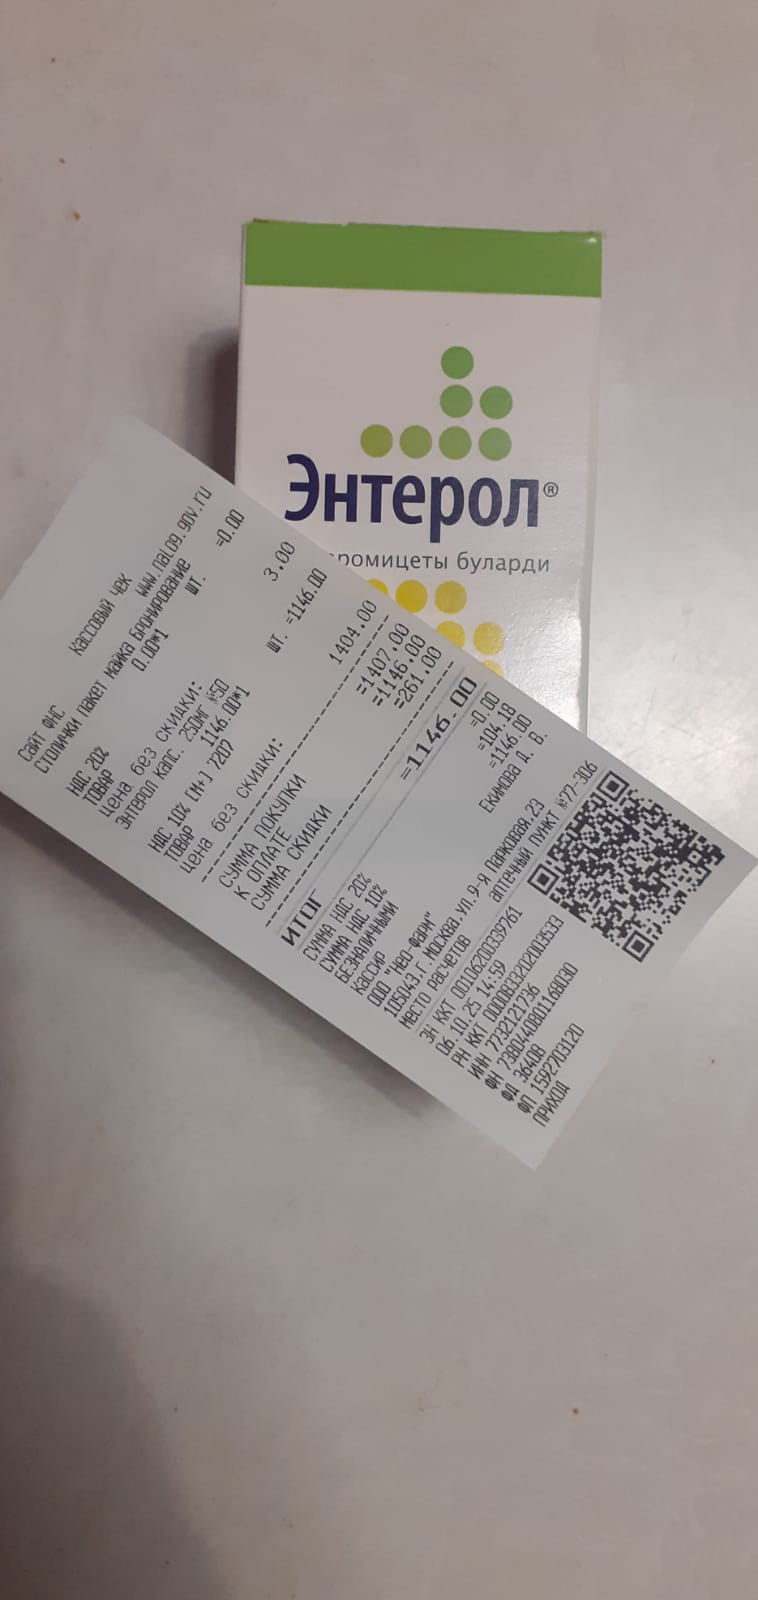 Энтерол®
буларди
Кассовый чек
Сайт ФНС www.nalog.gov.ru
СТОЛИЧКИ пакет майка Бронирование
0.00*1 шт. =0.00
НДС 20%
ТОВАР
Цена без скидки: 3.00
Энтерол капс. 250мг №50
1146.00*1 шт. =1146.00
НДС 10% [М+] 7207
ТОВАР
Цена без скидки: 1404.00
СУММА ПОКУПКИ =1407.00
К ОПЛАТЕ =1146.00
СУММА СКИДКИ =261.00
ИТОГ =1146.00
СУММА НДС 20% =0.00
СУММА НДС 10% =104.18
БЕЗНАЛИЧНЫМИ =1146.00
Кассир Екимова Д. В.
ООО "Нео-Фарм"
105043.г.Москва.ул.9-я Парковая.23
Место расчетов аптечный пункт №77-306
ЗН ККТ 00106200339761
06.10.25 14:59
РН ККТ 0000833202003533
ИНН 7732121736
ФН 7380440801168030
ФД 36408
ФП 1592703120
ПРИХОД